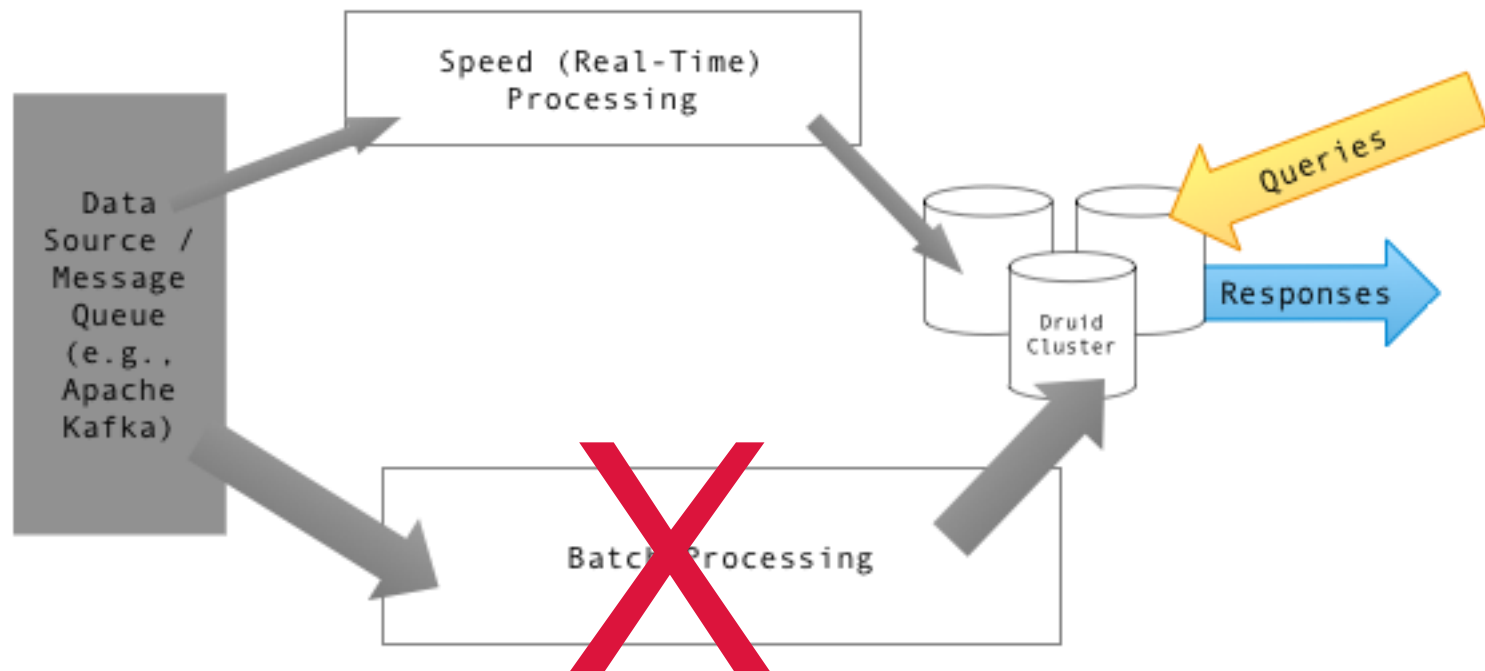 Speed (Real-Time)
Processing
Data
Source /
Message
Queue
(e.g.,
Apache
Kafka)
Queries
Responses
Druid
Cluster
Batch Processing